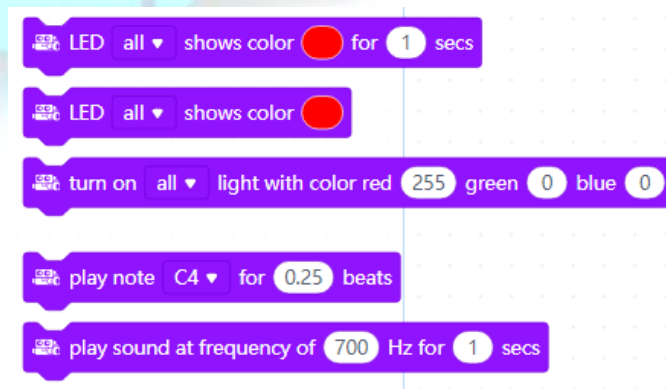 LED all shows color for 1 secs
LED all shows color
turn on all light with color red 255 green 0 blue 0
play note C4 for 0.25 beats
play sound at frequency of 700 Hz for 1 secs